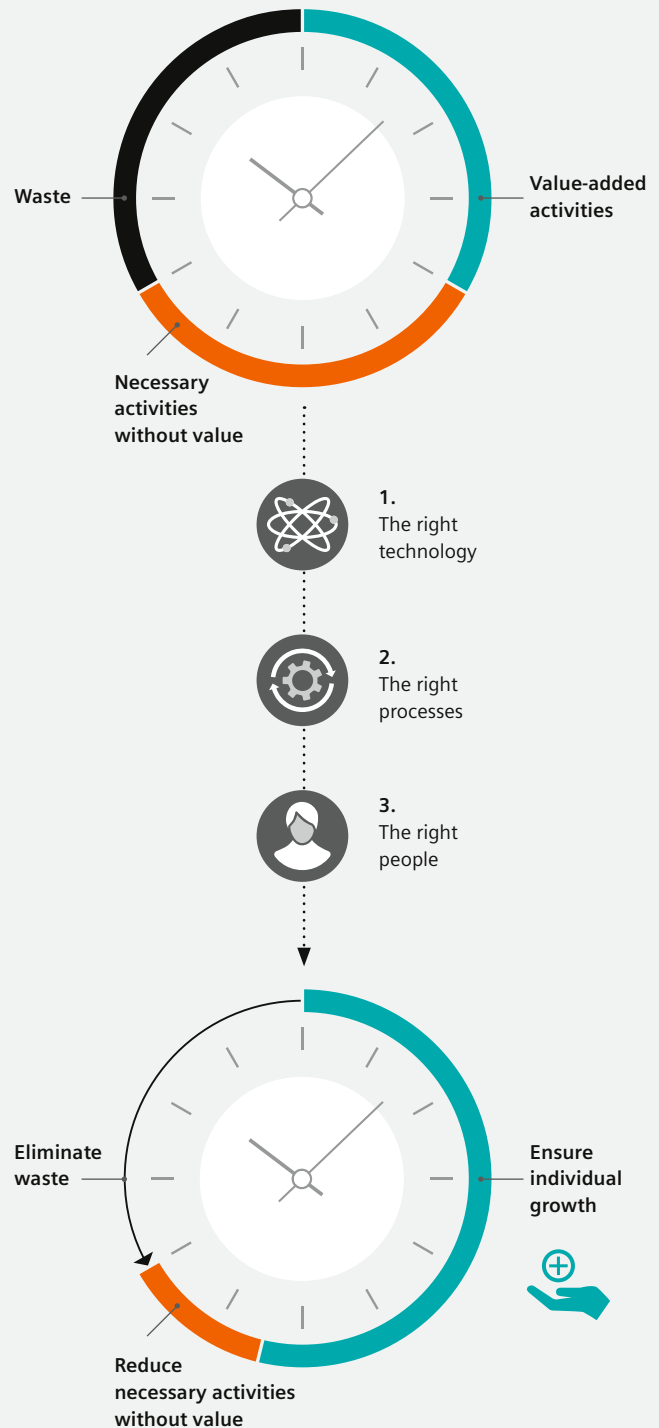 Waste
Value-added
activities
Necessary
activities
without value
1.
The right
technology
2.
The right
processes
3.
The right
people
Eliminate
waste
Ensure
individual
growth
Reduce
necessary activities
without value